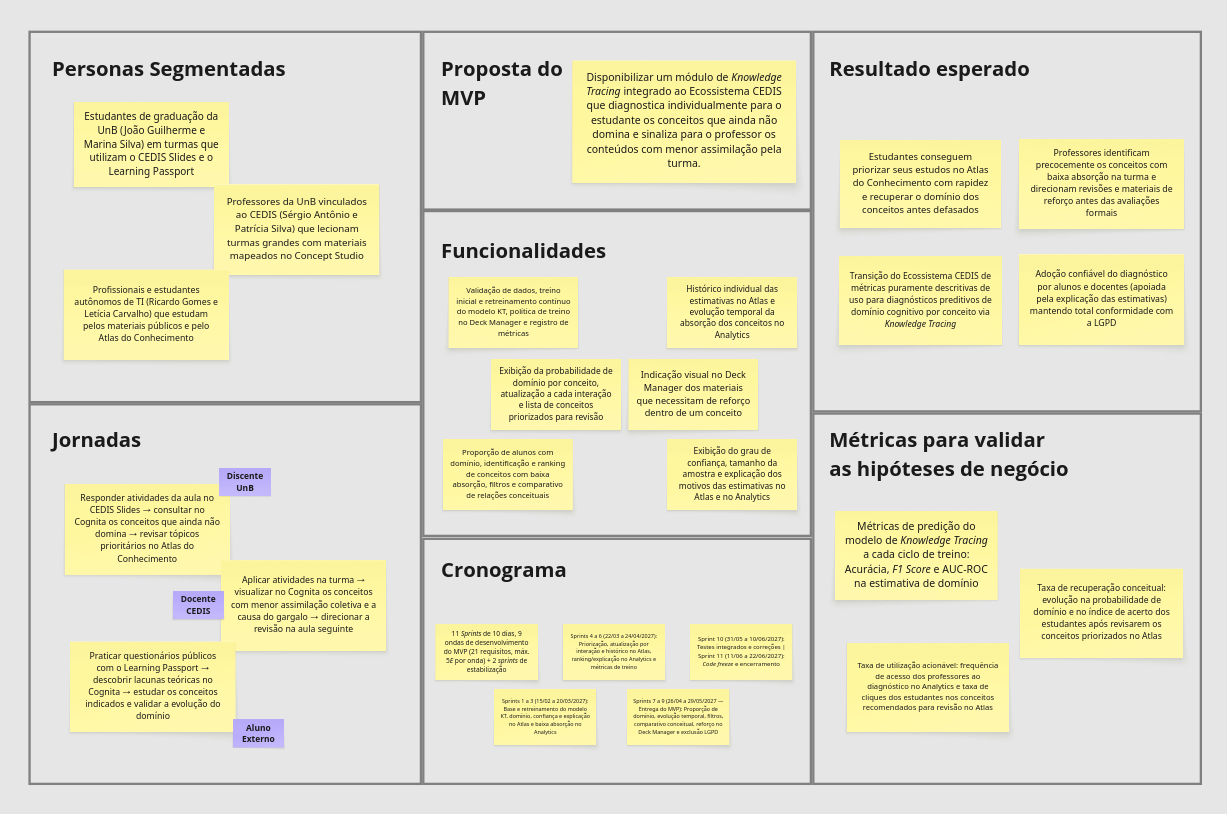 Personas Segmentadas
Estudantes de graduação da
UnB (João Guilherme e
Marina Silva) em turmas que
utilizam o CEDIS Slides e o
Learning Passport
Professores da UnB vinculados
ao CEDIS (Sérgio Antônio e
Patrícia Silva) que lecionam
turmas grandes com materiais
mapeados no Concept Studio
Profissionais e estudantes
autônomos de TI (Ricardo Gomes e
Letícia Carvalho) que estudam
pelos materiais públicos e pelo
Atlas do Conhecimento
Jornadas
Discente
UnB
Responder atividades da aula no
CEDIS Slides → consultar no
Cognita os conceitos que ainda não
domina → revisar tópicos
prioritários no Atlas do
Conhecimento
Docente
CEDIS
Aplicar atividades na turma →
visualizar no Cognita os conceitos
com menor assimilação coletiva e a
causa do gargalo → direcionar a
revisão na aula seguinte
Praticar questionários públicos
com o Learning Passport →
descobrir lacunas teóricas no
Cognita → estudar os conceitos
indicados e validar a evolução do
domínio
Aluno
Externo
Proposta do
MVP
Disponibilizar um módulo de Knowledge
Tracing integrado ao Ecossistema CEDIS
que diagnostica individualmente para o
estudante os conceitos que ainda não
domina e sinaliza para o professor os
conteúdos com menor assimilação pela
turma.
Funcionalidades
Validação de dados, treino
inicial e retreinamento contínuo
do modelo KT, política de treino
no Deck Manager e registro de
métricas
Histórico individual das
estimativas no Atlas e
evolução temporal da
absorção dos conceitos no
Analytics
Exibição da probabilidade de
domínio por conceito,
atualização a cada interação
e lista de conceitos
priorizados para revisão
Indicação visual no Deck
Manager dos materiais
que necessitam de reforço
dentro de um conceito
Proporção de alunos com
domínio, identificação e ranking
de conceitos com baixa
absorção, filtros e comparativo
de relações conceituais
Exibição do grau de
confiança, tamanho da
amostra e explicação dos
motivos das estimativas no
Atlas e no Analytics
Cronograma
11 Sprints de 10 dias, 9
ondas de desenvolvimento
do MVP (21 requisitos, máx.
5E por onda) + 2 sprints de
estabilização
Sprints 4 a 6 (22/03 a 24/04/2027):
Priorização, atualização por
interação e histórico no Atlas,
ranking/explicação no Analytics e
métricas de treino
Sprint 10 (31/05 a 10/06/2027):
Testes integrados e correções |
Sprint 11 (11/06 a 22/06/2027):
Code freeze e encerramento
Sprints 1 a 3 (15/02 a 20/03/2027):
Base e retreinamento do modelo
KT, domínio, confiança e explicação
no Atlas e baixa absorção no
Analytics
Sprints 7 a 9 (26/04 a 29/05/2027 —
Entrega do MVP): Proporção de
domínio, evolução temporal, filtros,
comparativo conceitual, reforço no
Deck Manager e exclusão LGPD
Resultado esperado
Estudantes conseguem
priorizar seus estudos no Atlas
do Conhecimento com rapidez
e recuperar o domínio dos
conceitos antes defasados
Professores identificam
precocemente os conceitos com
baixa absorção na turma e
direcionam revisões e materiais de
reforço antes das avaliações
formais
Transição do Ecossistema CEDIS de
métricas puramente descritivas de
uso para diagnósticos preditivos de
domínio cognitivo por conceito via
Knowledge Tracing
Adoção confiável do diagnóstico
por alunos e docentes (apoiada
pela explicação das estimativas)
mantendo total conformidade com
a LGPD
Métricas para validar
as hipóteses de negócio
Métricas de predição do
modelo de Knowledge Tracing
a cada ciclo de treino:
Acurácia, F1 Score e AUC-ROC
na estimativa de domínio
Taxa de recuperação conceitual:
evolução na probabilidade de
domínio e no índice de acerto dos
estudantes após revisarem os
conceitos priorizados no Atlas
Taxa de utilização acionável: frequência
de acesso dos professores ao
diagnóstico no Analytics e taxa de
cliques dos estudantes nos conceitos
recomendados para revisão no Atlas